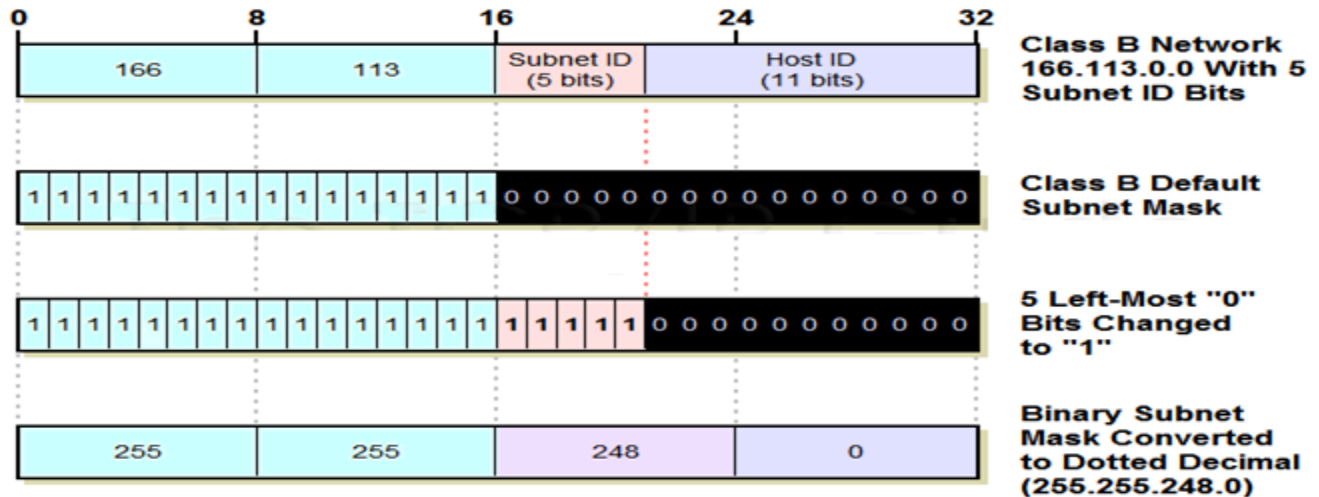 0 8 16 24 32
166 113 Subnet ID (5 bits) Host ID (11 bits)
Class B Network
166.113.0.0 With 5
Subnet ID Bits
1 1 1 1 1 1 1 1 1 1 1 1 1 1 1 1 0 0 0 0 0 0 0 0 0 0 0 0 0 0 0 0
Class B Default
Subnet Mask
1 1 1 1 1 1 1 1 1 1 1 1 1 1 1 1 1 1 1 1 1 0 0 0 0 0 0 0 0 0 0 0
5 Left-Most "0"
Bits Changed
to "1"
255 255 248 0
Binary Subnet
Mask Converted
to Dotted Decimal
(255.255.248.0)